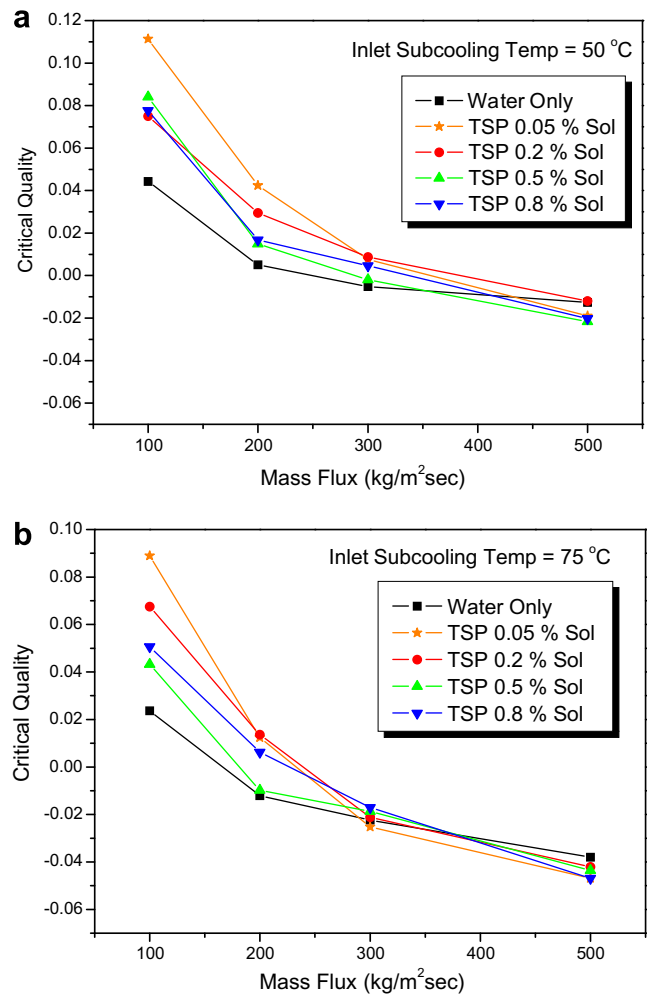 a
Inlet Subcooling Temp = 50 °C
Water Only
TSP 0.05 % Sol
TSP 0.2 % Sol
TSP 0.5 % Sol
TSP 0.8 % Sol
Critical Quality
0.12
0.10
0.08
0.06
0.04
0.02
0.00
-0.02
-0.04
-0.06
100 200 300 400 500
Mass Flux (kg/m²sec)
b
Inlet Subcooling Temp = 75 °C
Water Only
TSP 0.05 % Sol
TSP 0.2 % Sol
TSP 0.5 % Sol
TSP 0.8 % Sol
Critical Quality
0.10
0.08
0.06
0.04
0.02
0.00
-0.02
-0.04
-0.06
100 200 300 400 500
Mass Flux (kg/m²sec)